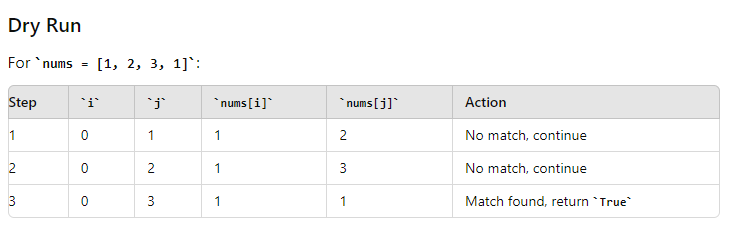 Dry Run
For `nums = [1, 2, 3, 1]`:
Step `i` `j` `nums[i]` `nums[j]` Action
1 0 1 1 2 No match, continue
2 0 2 1 3 No match, continue
3 0 3 1 1 Match found, return `True`